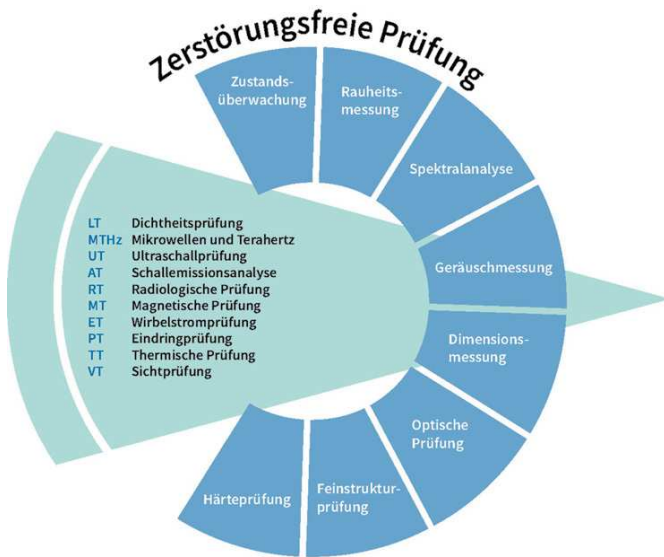 Zerstörungsfreie Prüfung
Zustands-
überwachung
Rauheits-
messung
Spektralanalyse
Geräuschmessung
Dimensions-
messung
Optische
Prüfung
Feinstruktur-
prüfung
Härteprüfung
LT Dichtheitsprüfung
MTHz Mikrowellen und Terahertz
UT Ultraschallprüfung
AT Schallemissionsanalyse
RT Radiologische Prüfung
MT Magnetische Prüfung
ET Wirbelstromprüfung
PT Eindringprüfung
TT Thermische Prüfung
VT Sichtprüfung